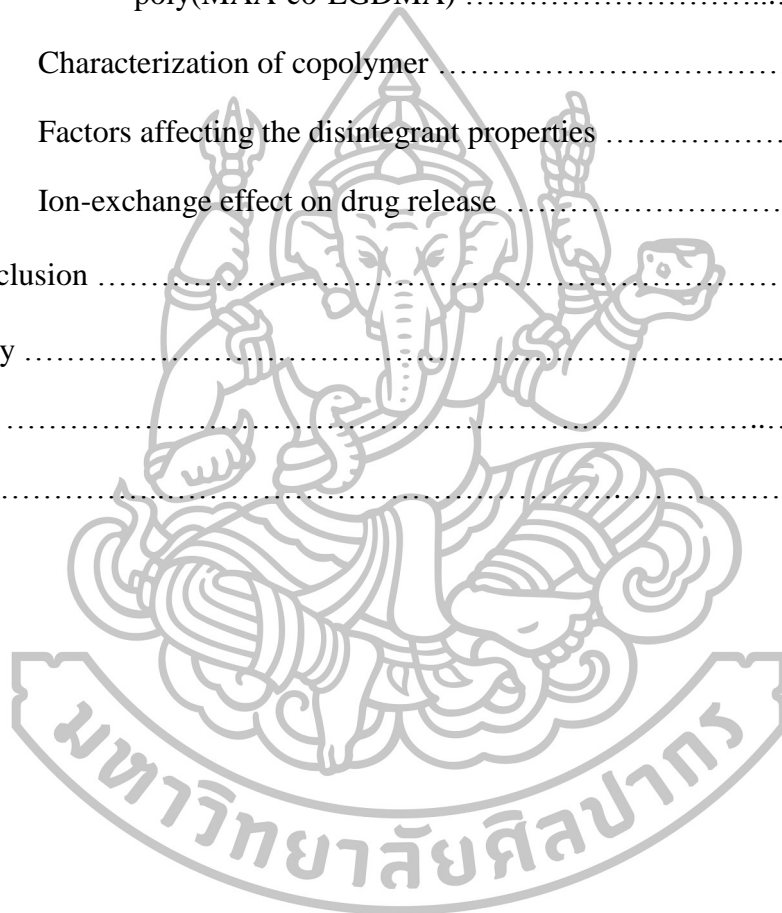 poly(MAA-co-EGDMA) ……………………...
Characterization of copolymer ……………………………
Factors affecting the disintegrant properties ………………
Ion-exchange effect on drug release ………………………
clusion ……………………………………………………………
y ……….…………………………………………………………
……………………………………………………………..…
…………….……………………………………….……………
มหาวิทยาลัยศิลปากร